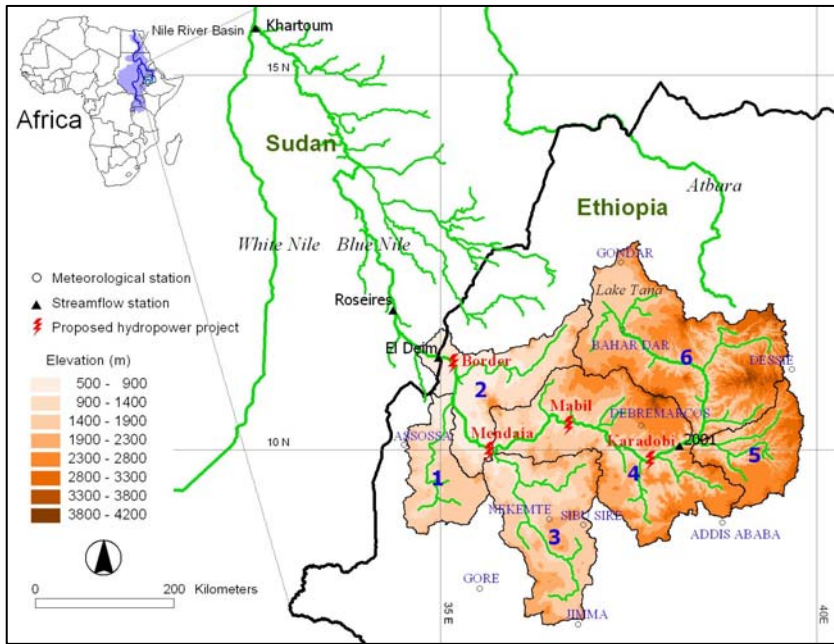 Nile River Basin
Khartoum
15 N
Africa
Sudan
Atbara
Ethiopia
GONDAR
White Nile
Blue Nile
Meteorological station
Streamflow station
Proposed hydropower project
Lake Tana
Roseires
BAHAR DAR
6
DESSIE
El Deim
Border
Elevation (m)
500 - 900
900 - 1400
1400 - 1900
1900 - 2300
2300 - 2800
2800 - 3300
3300 - 3800
3800 - 4200
2
Mabil
DEBREMARCOS
ASSOSSA
Mendaia
Karadobi
2001
10 N
5
1
4
NEKEMTE
SIBU SIRE
3
ADDIS ABABA
GORE
JIMMA
0
200
Kilometers
35 E
40 E